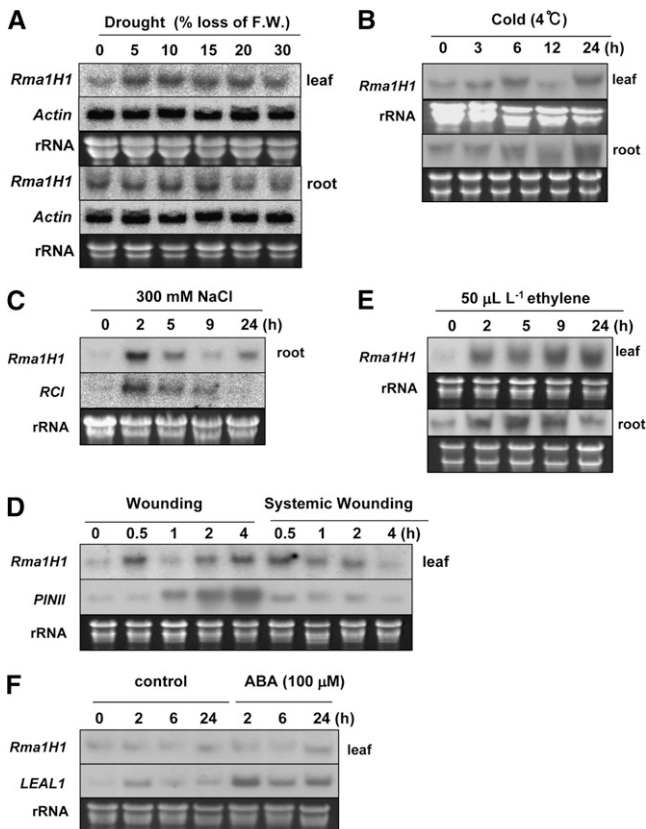 A
Drought (% loss of F.W.)
0 5 10 15 20 30
Rma1H1 leaf
Actin
rRNA
Rma1H1 root
Actin
rRNA
B
Cold (4℃)
0 3 6 12 24 (h)
Rma1H1 leaf
rRNA
root
C
300 mM NaCl
0 2 5 9 24 (h)
Rma1H1 root
RCI
rRNA
E
50 μL L-1 ethylene
0 2 5 9 24 (h)
Rma1H1 leaf
rRNA
root
D
Wounding Systemic Wounding
0 0.5 1 2 4 0.5 1 2 4 (h)
Rma1H1 leaf
PINII
rRNA
F
control ABA (100 μM)
0 2 6 24 2 6 24 (h)
Rma1H1 leaf
LEAL1
rRNA